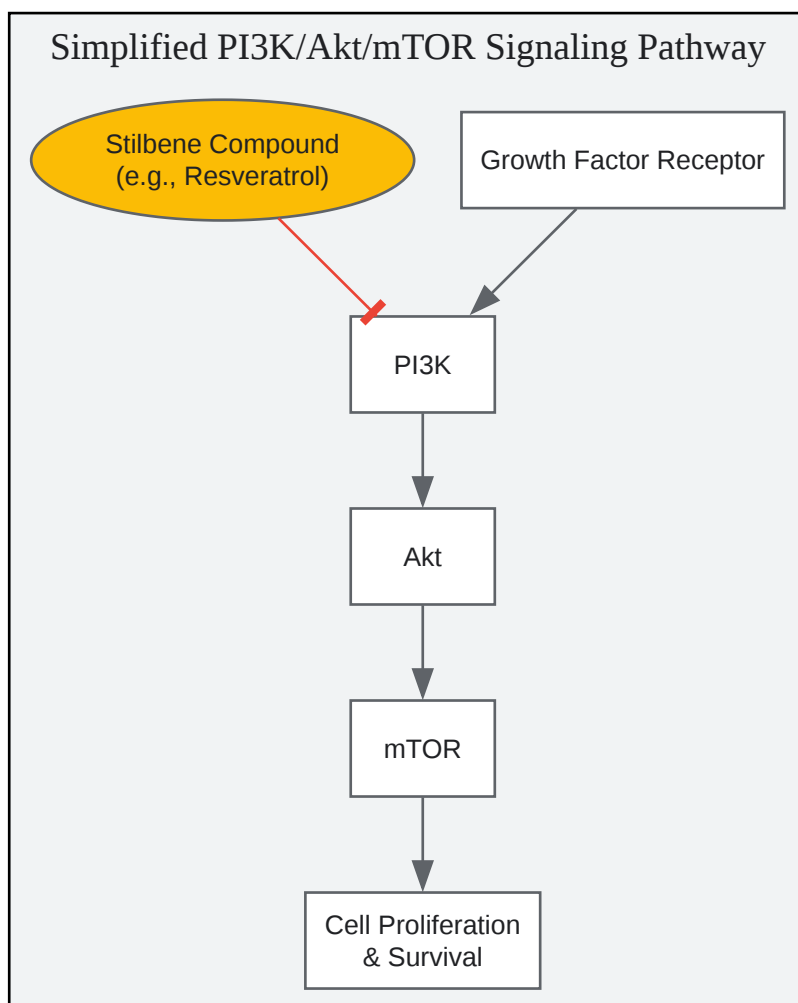 Simplified PI3K/Akt/mTOR Signaling Pathway
Stilbene Compound
(e.g., Resveratrol)
Growth Factor Receptor
PI3K
Akt
mTOR
Cell Proliferation
& Survival